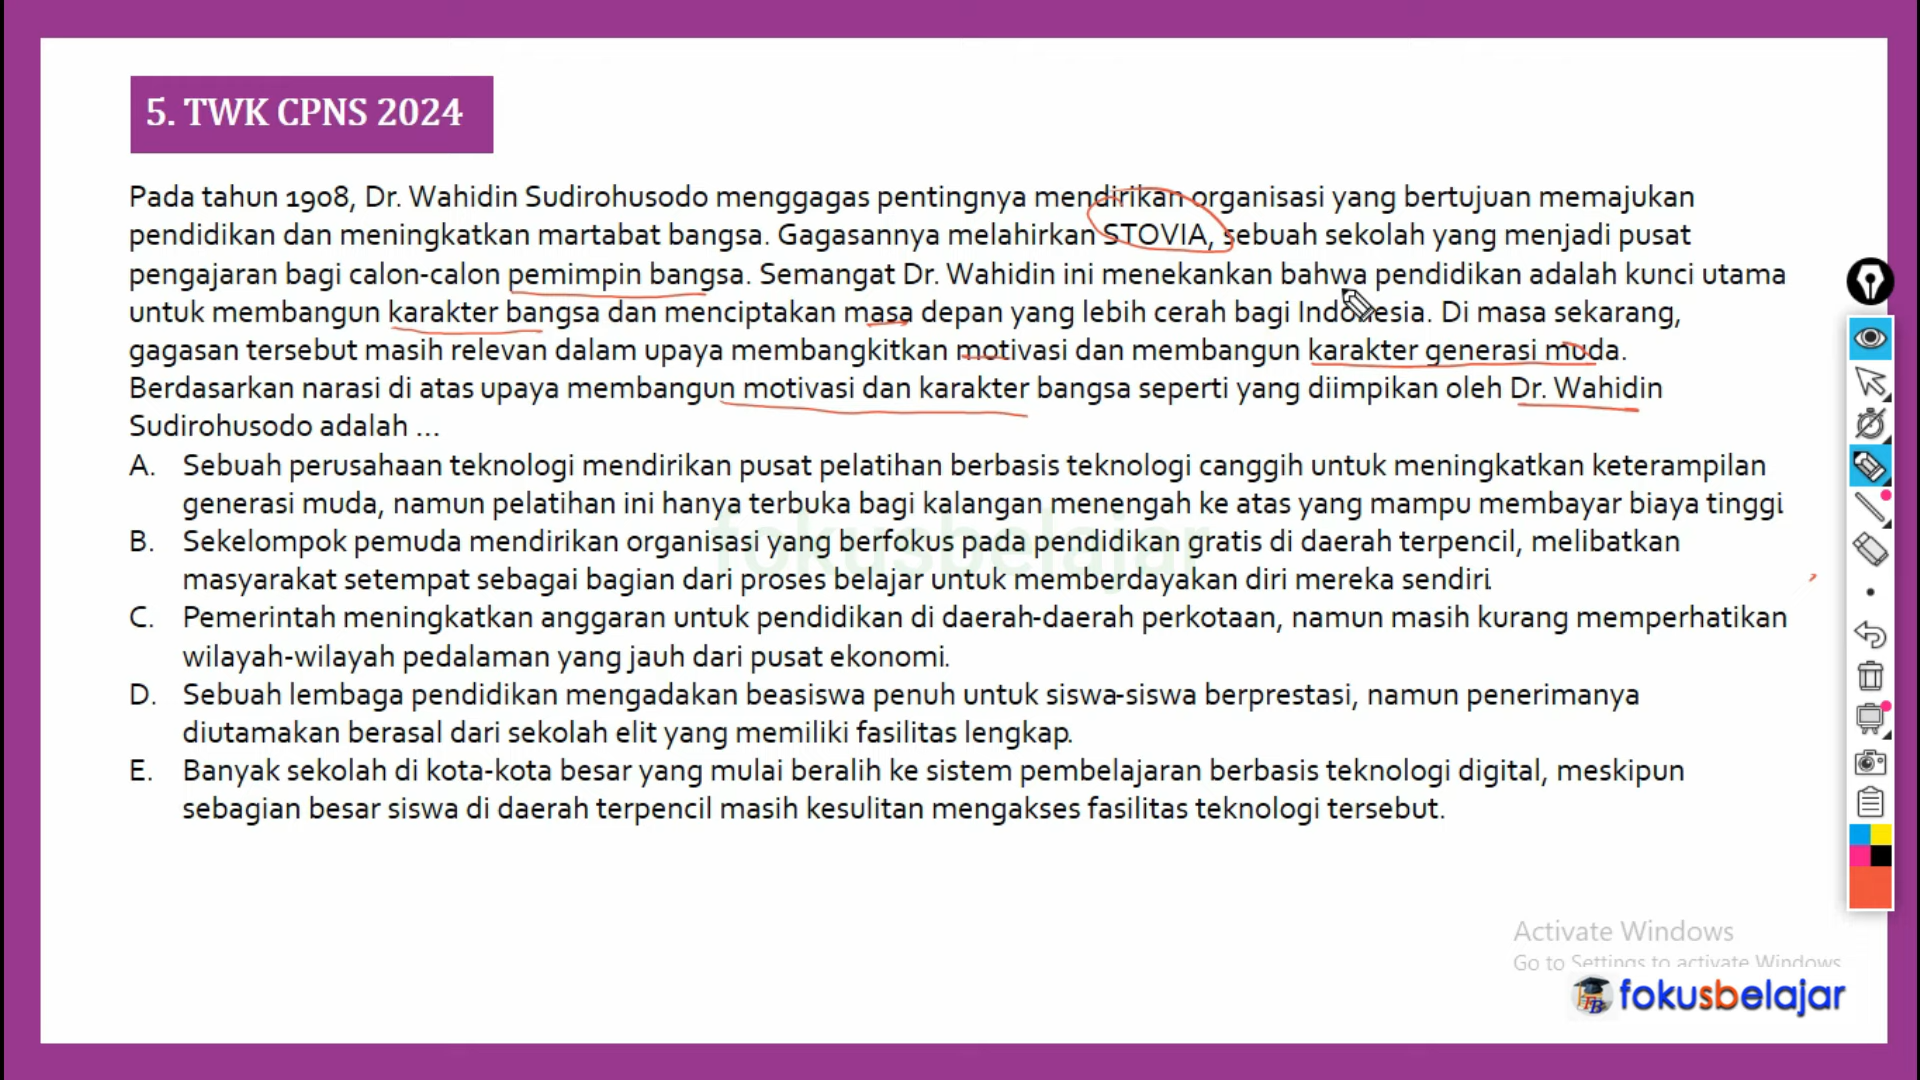 5. TWK CPNS 2024
Pada tahun 1908, Dr. Wahidin Sudirohusodo menggagas pentingnya mendirikan organisasi yang bertujuan memajukan
pendidikan dan meningkatkan martabat bangsa. Gagasannya melahirkan STOVIA, sebuah sekolah yang menjadi pusat
pengajaran bagi calon-calon pemimpin bangsa. Semangat Dr. Wahidin ini menekankan bahwa pendidikan adalah kunci utama
untuk membangun karakter bangsa dan menciptakan masa depan yang lebih cerah bagi Indonesia. Di masa sekarang,
gagasan tersebut masih relevan dalam upaya membangkitkan motivasi dan membangun karakter generasi muda.
Berdasarkan narasi di atas upaya membangun motivasi dan karakter bangsa seperti yang diimpikan oleh Dr. Wahidin
Sudirohusodo adalah ...
A. Sebuah perusahaan teknologi mendirikan pusat pelatihan berbasis teknologi canggih untuk meningkatkan keterampilan
generasi muda, namun pelatihan ini hanya terbuka bagi kalangan menengah ke atas yang mampu membayar biaya tinggi.
B. Sekelompok pemuda mendirikan organisasi yang berfokus pada pendidikan gratis di daerah terpencil, melibatkan
masyarakat setempat sebagai bagian dari proses belajar untuk memberdayakan diri mereka sendiri.
C. Pemerintah meningkatkan anggaran untuk pendidikan di daerah-daerah perkotaan, namun masih kurang memperhatikan
wilayah-wilayah pedalaman yang jauh dari pusat ekonomi.
D. Sebuah lembaga pendidikan mengadakan beasiswa penuh untuk siswa-siswa berprestasi, namun penerimanya
diutamakan berasal dari sekolah elit yang memiliki fasilitas lengkap.
E. Banyak sekolah di kota-kota besar yang mulai beralih ke sistem pembelajaran berbasis teknologi digital, meskipun
sebagian besar siswa di daerah terpencil masih kesulitan mengakses fasilitas teknologi tersebut.
fokusbelajar
Activate Windows
Go to Settings to activate Windows.
fokusbelajar